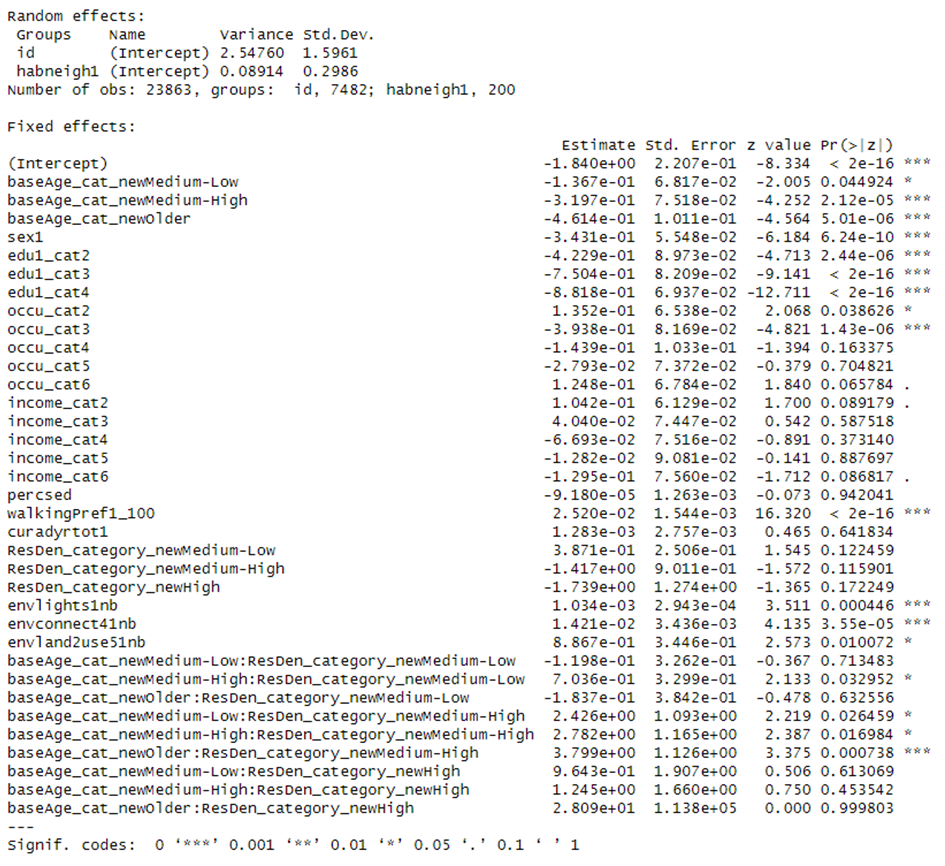 Random effects:
 Groups    Name        Variance Std.Dev.
 id        (Intercept) 2.54760  1.5961
 habneigh1 (Intercept) 0.08914  0.2986
Number of obs: 23863, groups:  id, 7482; habneigh1, 200
Fixed effects:
Estimate Std. Error z value Pr(>|z|)
(Intercept) -1.840e+00 2.207e-01 -8.334 < 2e-16 ***
baseAge_cat_newMedium-Low -1.367e-01 6.817e-02 -2.005 0.044924 *
baseAge_cat_newMedium-High -3.197e-01 7.518e-02 -4.252 2.12e-05 ***
baseAge_cat_newOlder -4.614e-01 1.011e-01 -4.564 5.01e-06 ***
sex1 -3.431e-01 5.548e-02 -6.184 6.24e-10 ***
edu1_cat2 -4.229e-01 8.973e-02 -4.713 2.44e-06 ***
edu1_cat3 -7.504e-01 8.209e-02 -9.141 < 2e-16 ***
edu1_cat4 -8.818e-01 6.937e-02 -12.711 < 2e-16 ***
occu_cat2 1.352e-01 6.538e-02 2.068 0.038626 *
occu_cat3 -3.938e-01 8.169e-02 -4.821 1.43e-06 ***
occu_cat4 -1.439e-01 1.033e-01 -1.394 0.163375
occu_cat5 -2.793e-02 7.372e-02 -0.379 0.704821
occu_cat6 1.248e-01 6.784e-02 1.840 0.065784 .
income_cat2 1.042e-01 6.129e-02 1.700 0.089179 .
income_cat3 4.040e-02 7.447e-02 0.542 0.587518
income_cat4 -6.693e-02 7.516e-02 -0.891 0.373140
income_cat5 -1.282e-02 9.081e-02 -0.141 0.887697
income_cat6 -1.295e-01 7.560e-02 -1.712 0.086817 .
percsed -9.180e-05 1.263e-03 -0.073 0.942041
walkingPref1_100 2.520e-02 1.544e-03 16.320 < 2e-16 ***
curadyrtot1 1.283e-03 2.757e-03 0.465 0.641834
ResDen_category_newMedium-Low 3.871e-01 2.506e-01 1.545 0.122459
ResDen_category_newMedium-High -1.417e+00 9.011e-01 -1.572 0.115901
ResDen_category_newHigh -1.739e+00 1.274e+00 -1.365 0.172249
envlights1nb 1.034e-03 2.943e-04 3.511 0.000446 ***
envconnect41nb 1.421e-02 3.436e-03 4.135 3.55e-05 ***
envland2use51nb 8.867e-01 3.446e-01 2.573 0.010072 *
baseAge_cat_newMedium-Low:ResDen_category_newMedium-Low -1.198e-01 3.262e-01 -0.367 0.713483
baseAge_cat_newMedium-High:ResDen_category_newMedium-Low 7.036e-01 3.299e-01 2.133 0.032952 *
baseAge_cat_newOlder:ResDen_category_newMedium-Low -1.837e-01 3.842e-01 -0.478 0.632556
baseAge_cat_newMedium-Low:ResDen_category_newMedium-High 2.426e+00 1.093e+00 2.219 0.026459 *
baseAge_cat_newMedium-High:ResDen_category_newMedium-High 2.782e+00 1.165e+00 2.387 0.016984 *
baseAge_cat_newOlder:ResDen_category_newMedium-High 3.799e+00 1.126e+00 3.375 0.000738 ***
baseAge_cat_newMedium-Low:ResDen_category_newHigh 9.643e-01 1.907e+00 0.506 0.613069
baseAge_cat_newMedium-High:ResDen_category_newHigh 1.245e+00 1.660e+00 0.750 0.453542
baseAge_cat_newOlder:ResDen_category_newHigh 2.809e+01 1.138e+05 0.000 0.999803
---
Signif. codes:  0 ‘***’ 0.001 ‘**’ 0.01 ‘*’ 0.05 ‘.’ 0.1 ‘ ’ 1